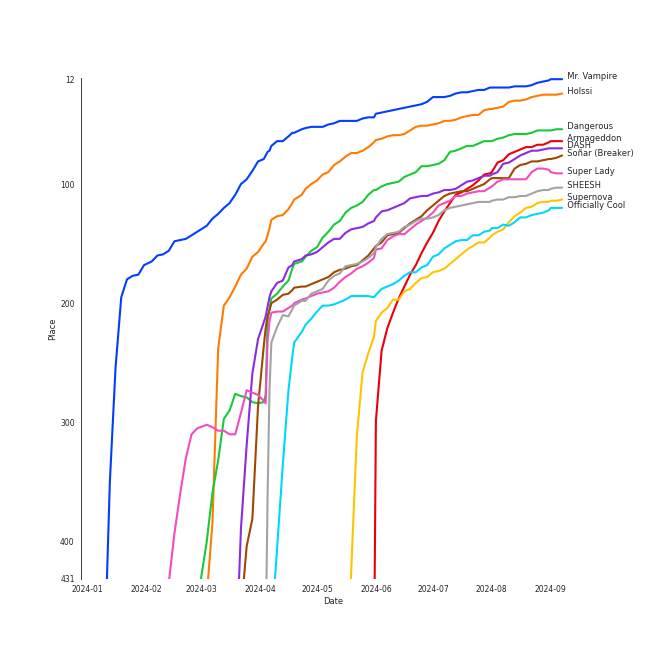 12
100
200
300
400
431
Place
2024-01
2024-02
2024-03
2024-04
2024-05
2024-06
2024-07
2024-08
2024-09
Date
Mr. Vampire
Holssi
Dangerous
Armageddon
DASH
Soñar (Breaker)
Super Lady
SHEESH
Supernova
Officially Cool